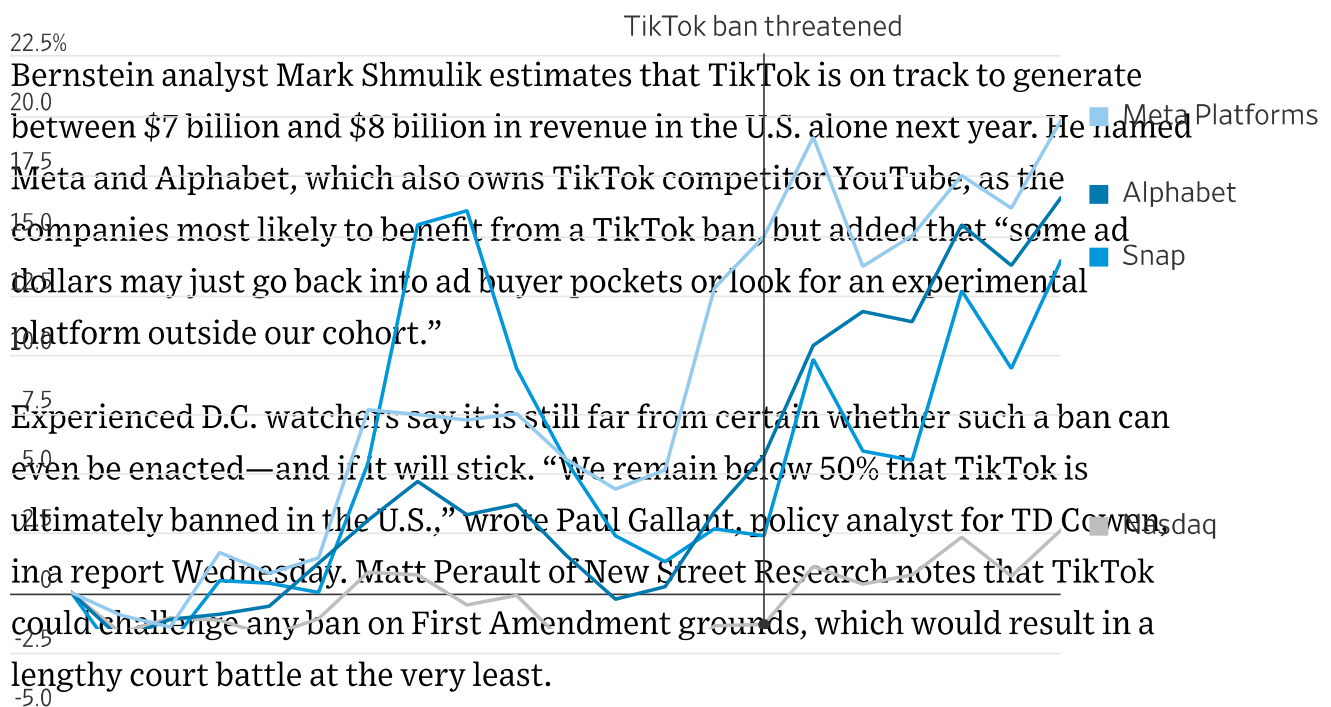 TikTok ban threatened
22.5%
Bernstein analyst Mark Shmulik estimates that TikTok is on track to generate
20.0
between $7 billion and $8 billion in revenue in the U.S. alone next year. He named
Meta Platforms
17.5
Meta and Alphabet, which also owns TikTok competitor YouTube, as the
Alphabet
15.0
companies most likely to benefit from a TikTok ban, but added that “some ad
Snap
12.5
dollars may just go back into ad buyer pockets or look for an experimental
platform outside our cohort.”
10.0
7.5
Experienced D.C. watchers say it is still far from certain whether such a ban can
5.0
even be enacted—and if it will stick. “We remain below 50% that TikTok is
2.5
ultimately banned in the U.S.,” wrote Paul Gallant, policy analyst for TD Cowen,
Nasdaq
in a report Wednesday. Matt Perault of New Street Research notes that TikTok
0
could challenge any ban on First Amendment grounds, which would result in a
-2.5
lengthy court battle at the very least.
-5.0